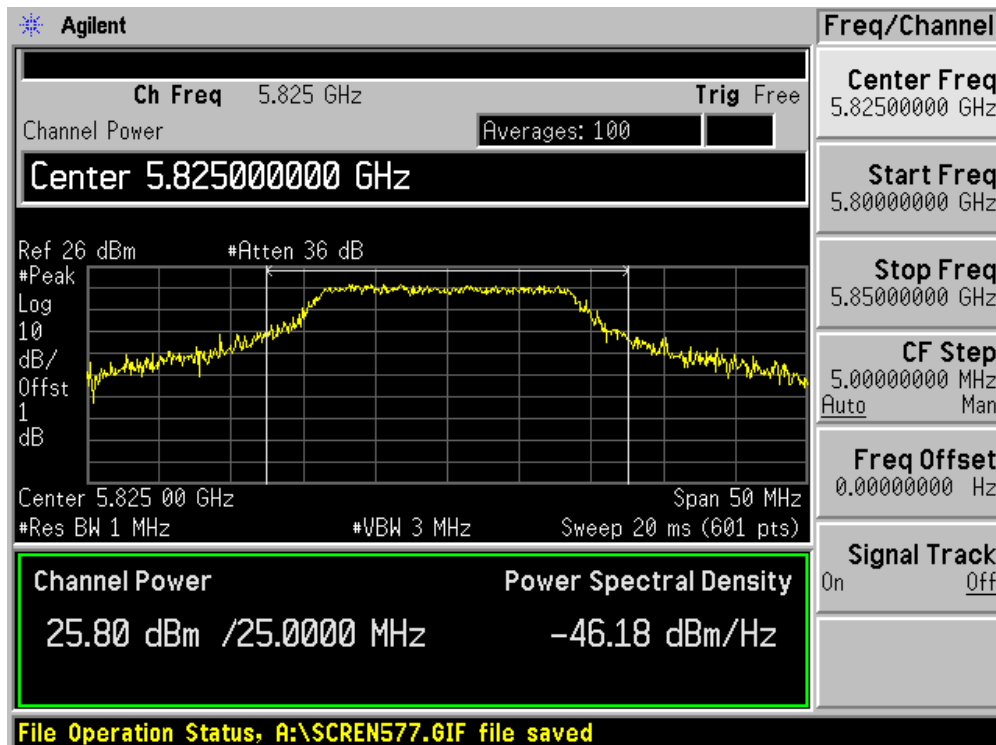 Agilent
Freq/Channel
Ch Freq 5.825 GHz Trig Free
Channel Power Averages: 100
Center 5.825000000 GHz
Ref 26 dBm #Atten 36 dB
#Peak
Log
10
dB/
Offst
1
dB
Center 5.825 00 GHz Span 50 MHz
#Res BW 1 MHz #VBW 3 MHz Sweep 20 ms (601 pts)
Channel Power Power Spectral Density
25.80 dBm /25.0000 MHz -46.18 dBm/Hz
File Operation Status, A:\SCREN577.GIF file saved
Center Freq
5.82500000 GHz
Start Freq
5.80000000 GHz
Stop Freq
5.85000000 GHz
CF Step
5.00000000 MHz
Auto Man
Freq Offset
0.00000000 Hz
Signal Track
On Off